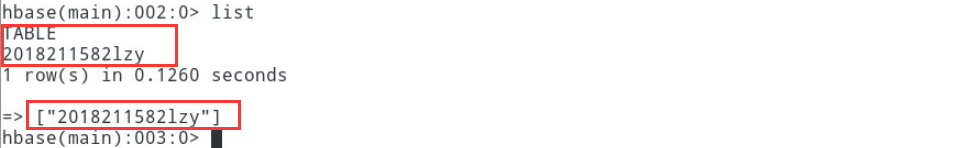 hbase(main):002:0> list
TABLE
2018211582lzy
1 row(s) in 0.1260 seconds
=> ["2018211582lzy"]
hbase(main):003:0>